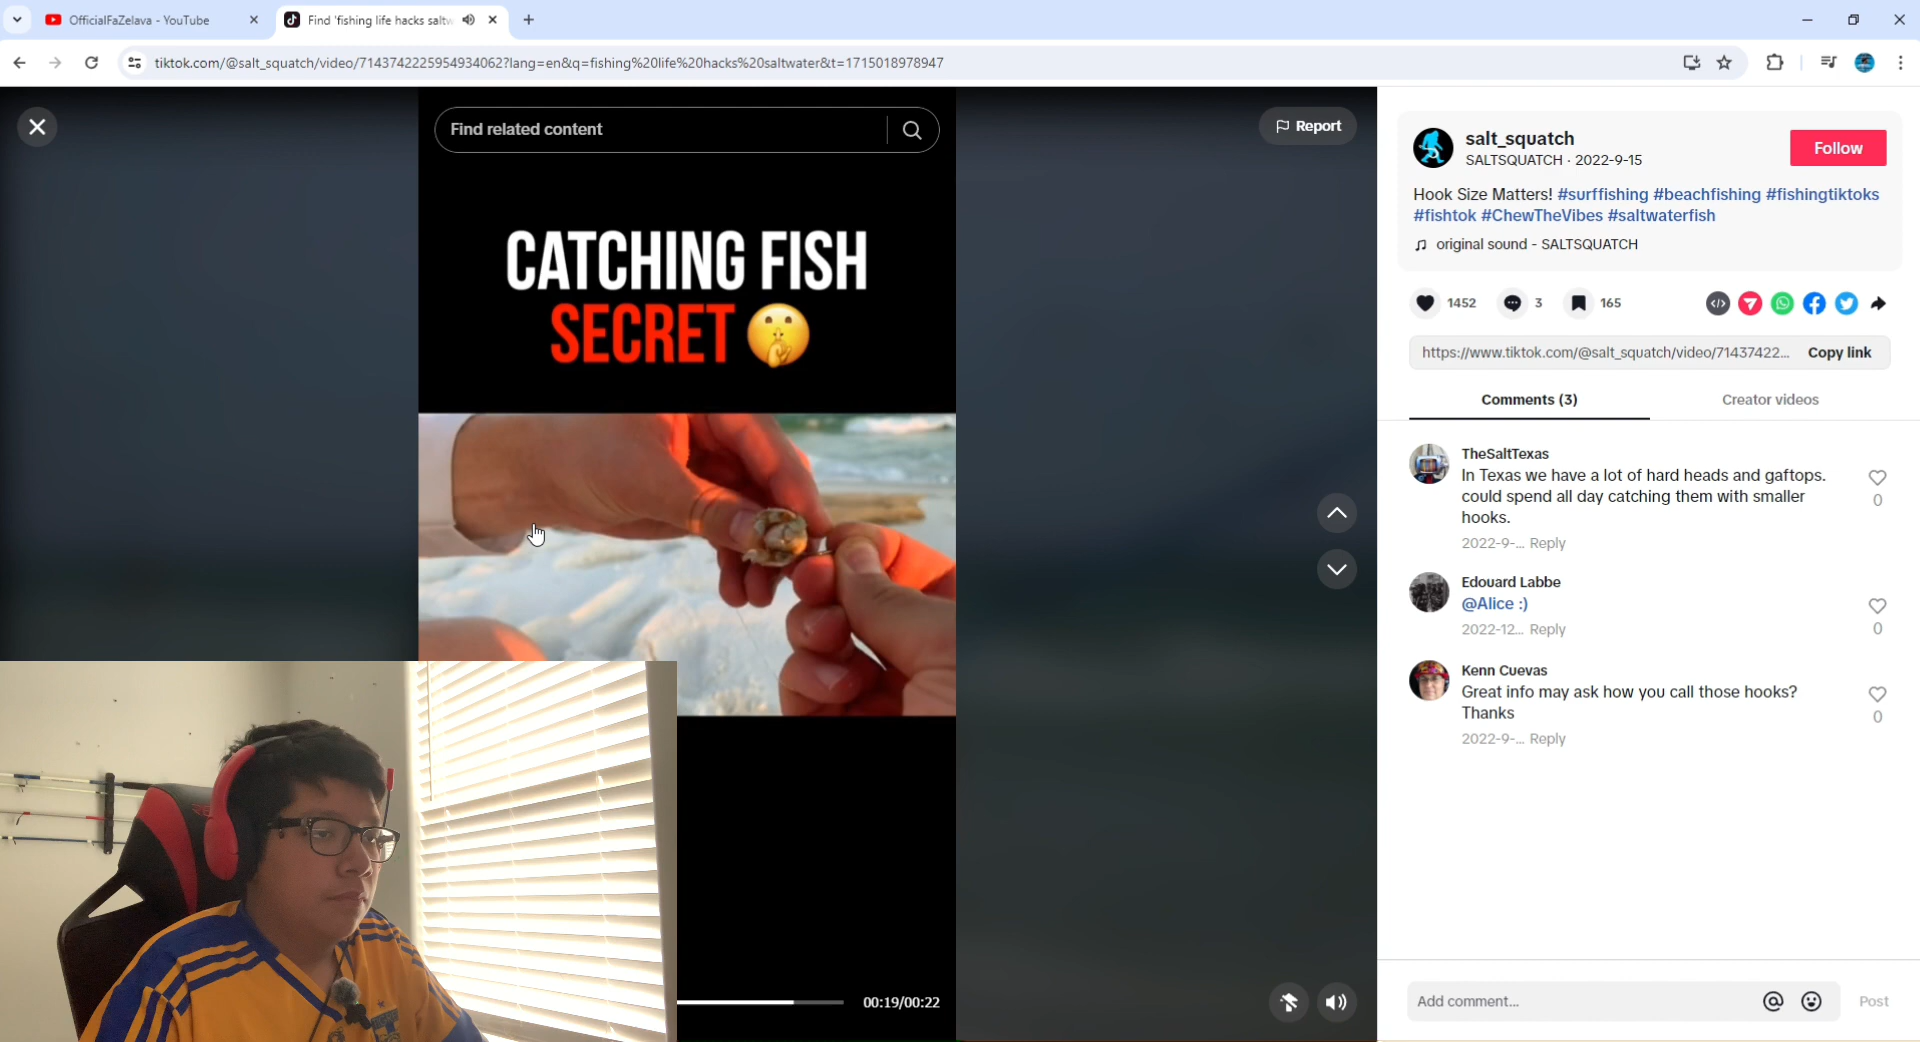 OfficialFaZelava - YouTube
Find 'fishing life hacks saltw
tiktok.com/@salt_squatch/video/7143742225954934062?lang=en&q=fishing%20life%20hacks%20saltwater&t=1715018978947
Find related content
Report
CATCHING FISH
SECRET 🤫
00:19/00:22
salt_squatch
SALTSQUATCH · 2022-9-15
Follow
Hook Size Matters! #surffishing #beachfishing #fishingtiktoks
#fishtok #ChewTheVibes #saltwaterfish
original sound - SALTSQUATCH
1452
3
165
https://www.tiktok.com/@salt_squatch/video/71437422...
Copy link
Comments (3)
Creator videos
TheSaltTexas
In Texas we have a lot of hard heads and gaftops.
could spend all day catching them with smaller
hooks.
0
2022-9-... Reply
Edouard Labbe
@Alice :)
0
2022-12... Reply
Kenn Cuevas
Great info may ask how you call those hooks?
Thanks
0
2022-9-... Reply
Add comment...
Post